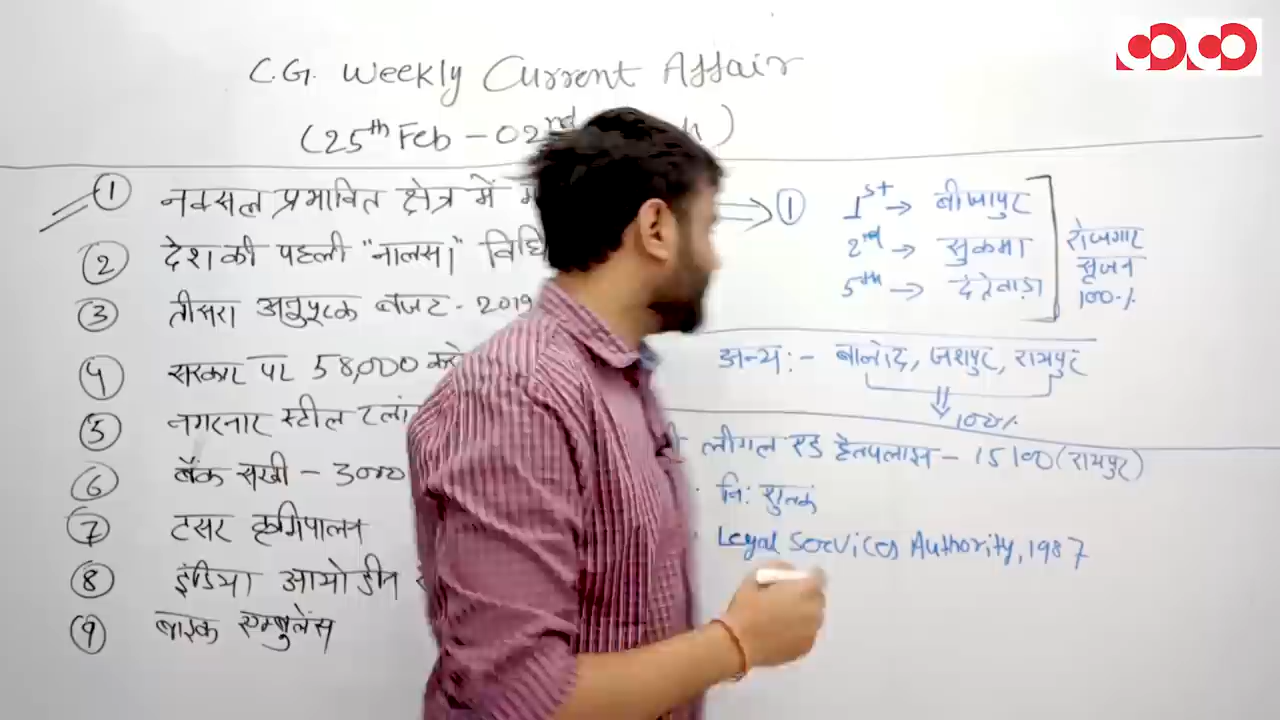 C.G. Weekly Current Affair
(25th Feb - 02nd
① नक्सल प्रभावित क्षेत्र में
② देश की पहली "नालसा"
③ तीसरा अनुपूरक बजट - 2019
④ सरकार पर 58,000
⑤ नगरनार स्टील
⑥ बैंक सखी - 3000
⑦ टसर कृमिपालन
⑧ इंडिया आयोडीन
⑨ बाइक एम्बुलेंस
⇒ ① 1st → बीजापुर
2nd → सुकमा
5th → दंतेवाड़ा
रोजगार
सृजन
100%
अन्य :- बालोद, जशपुर, रायपुर
100%
लीगल एड हेल्पलाइन - 15100 (रायपुर)
नि: शुल्क
Legal Services Authority, 1987